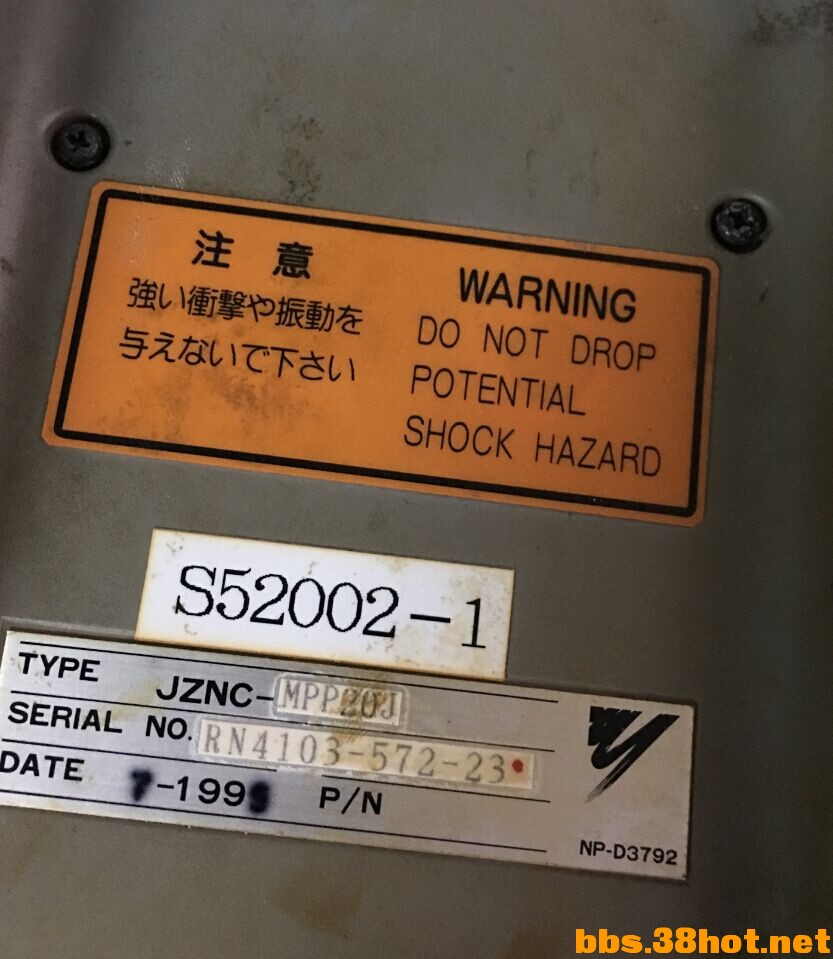 注意
強い衝撃や振動を
与えないで下さい
WARNING
DO NOT DROP
POTENTIAL
SHOCK HAZARD
S52002-1
TYPE JZNC-MPP20J
SERIAL NO. RN4103-572-23
DATE 7-199 P/N
NP-D3792
bbs.38hot.net